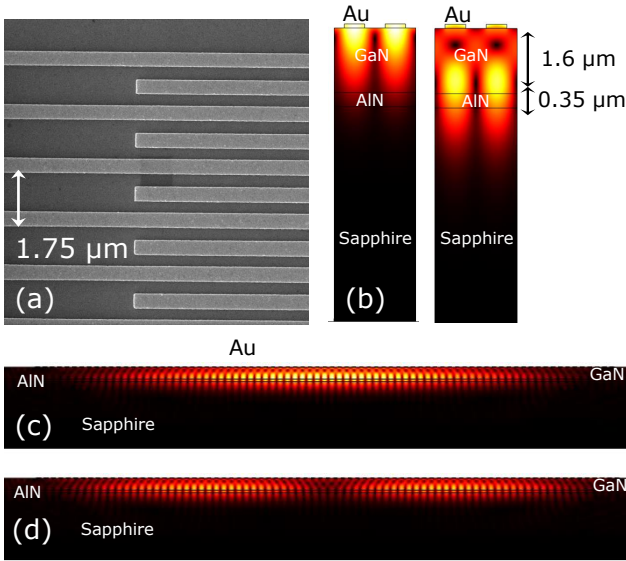 Au
GaN
AlN
Sapphire
(b)
Au
GaN
AlN
Sapphire
1.6 μm
0.35 μm
1.75 μm
(a)
Au
AlN
GaN
Sapphire
(c)
AlN
GaN
Sapphire
(d)